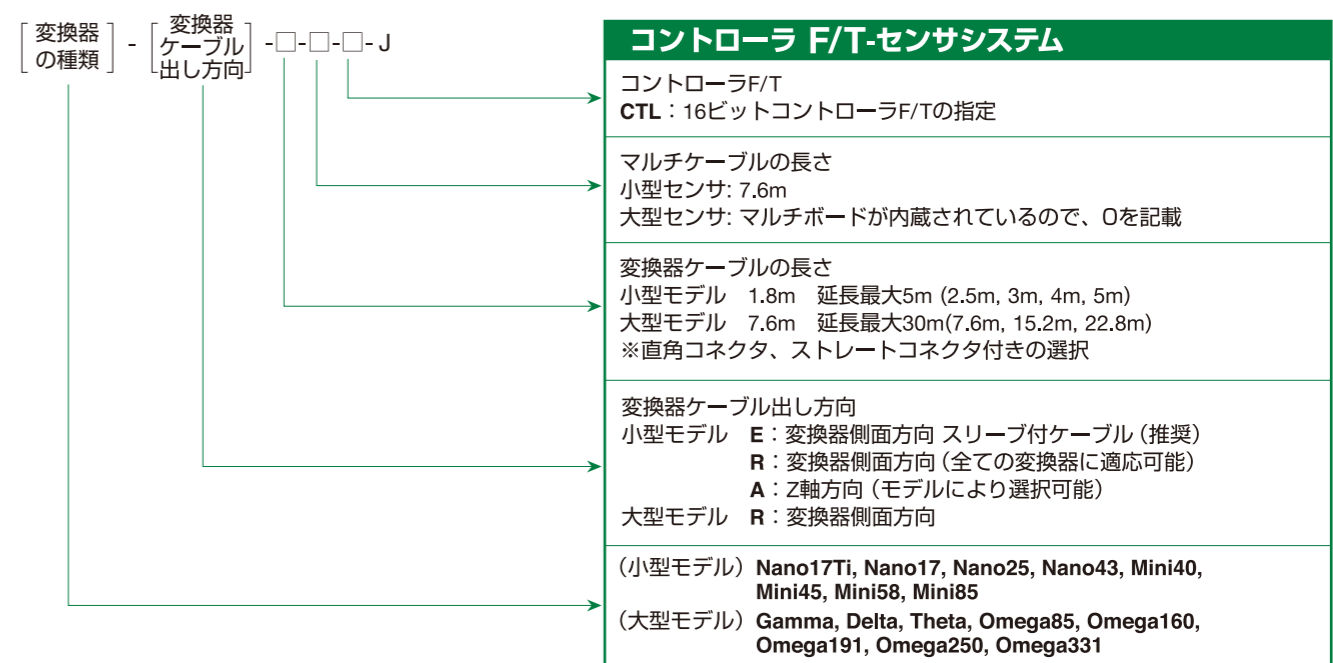 変換器
の種類
-
変換器
ケーブル
出し方向
-□-□-□- J
コントローラ F/T-センサシステム
コントローラF/T
CTL：16ビットコントローラF/Tの指定
マルチケーブルの長さ
小型センサ: 7.6m
大型センサ: マルチボードが内蔵されているので、Oを記載
変換器ケーブルの長さ
小型モデル　1.8m　延長最大5m (2.5m, 3m, 4m, 5m)
大型モデル　7.6m　延長最大30m(7.6m, 15.2m, 22.8m)
※直角コネクタ、ストレートコネクタ付きの選択
変換器ケーブル出し方向
小型モデル　E：変換器側面方向 スリーブ付ケーブル（推奨）
R：変換器側面方向（全ての変換器に適応可能）
A：Z軸方向（モデルにより選択可能）
大型モデル　R：変換器側面方向
（小型モデル）Nano17Ti, Nano17, Nano25, Nano43, Mini40,
Mini45, Mini58, Mini85
（大型モデル）Gamma, Delta, Theta, Omega85, Omega160,
Omega191, Omega250, Omega331